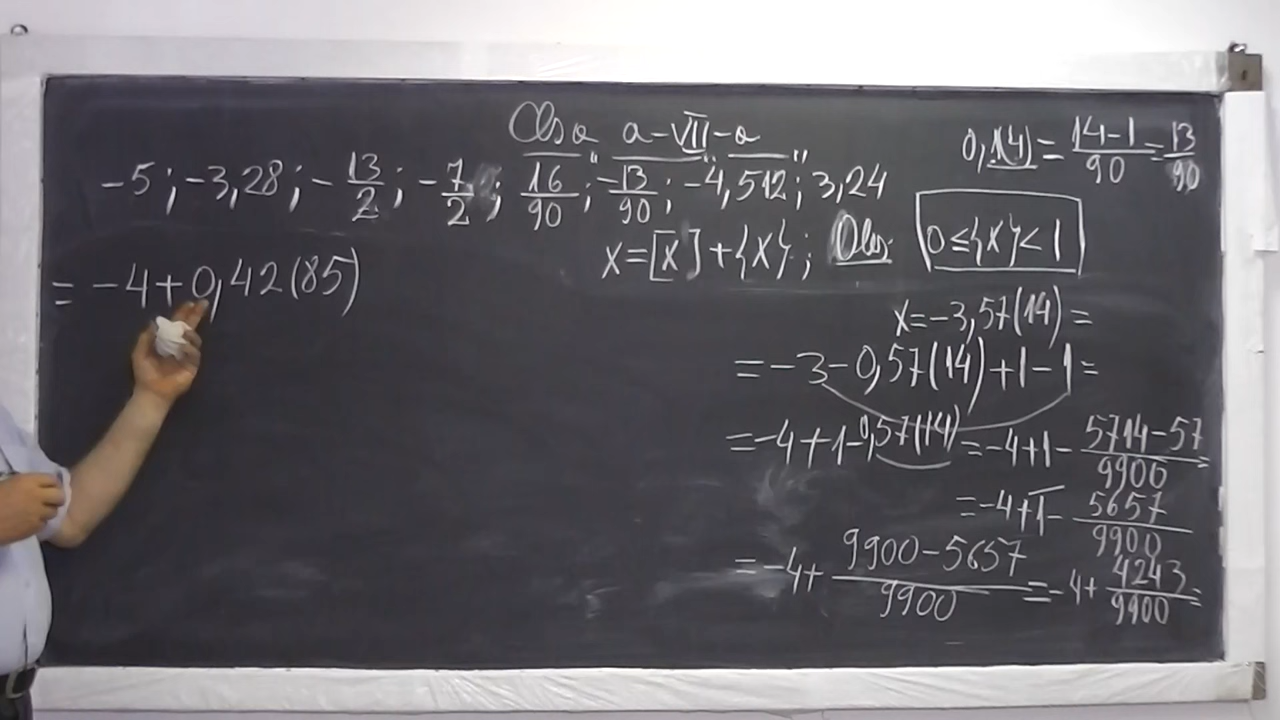 Clsa a-VII-a
0,1(4) = 14-1/90 = 13/90
-5 ; -3,28 ; -13/2 ; -7/2 ; 16/90 ; -13/90 ; -4,512 ; 3,24
x = [x] + {x} ; Obs: 0 ≤ {x} < 1
= -4 + 0,42(85)
x = -3,57(14) =
= -3 - 0,57(14) + 1 - 1 =
= -4 + 1 - 0,57(14) = -4 + 1 - 5714-57/9900 =
= -4 + 1 - 5657/9900
= -4 + 9900-5657/9900 = -4 + 4243/9900 =